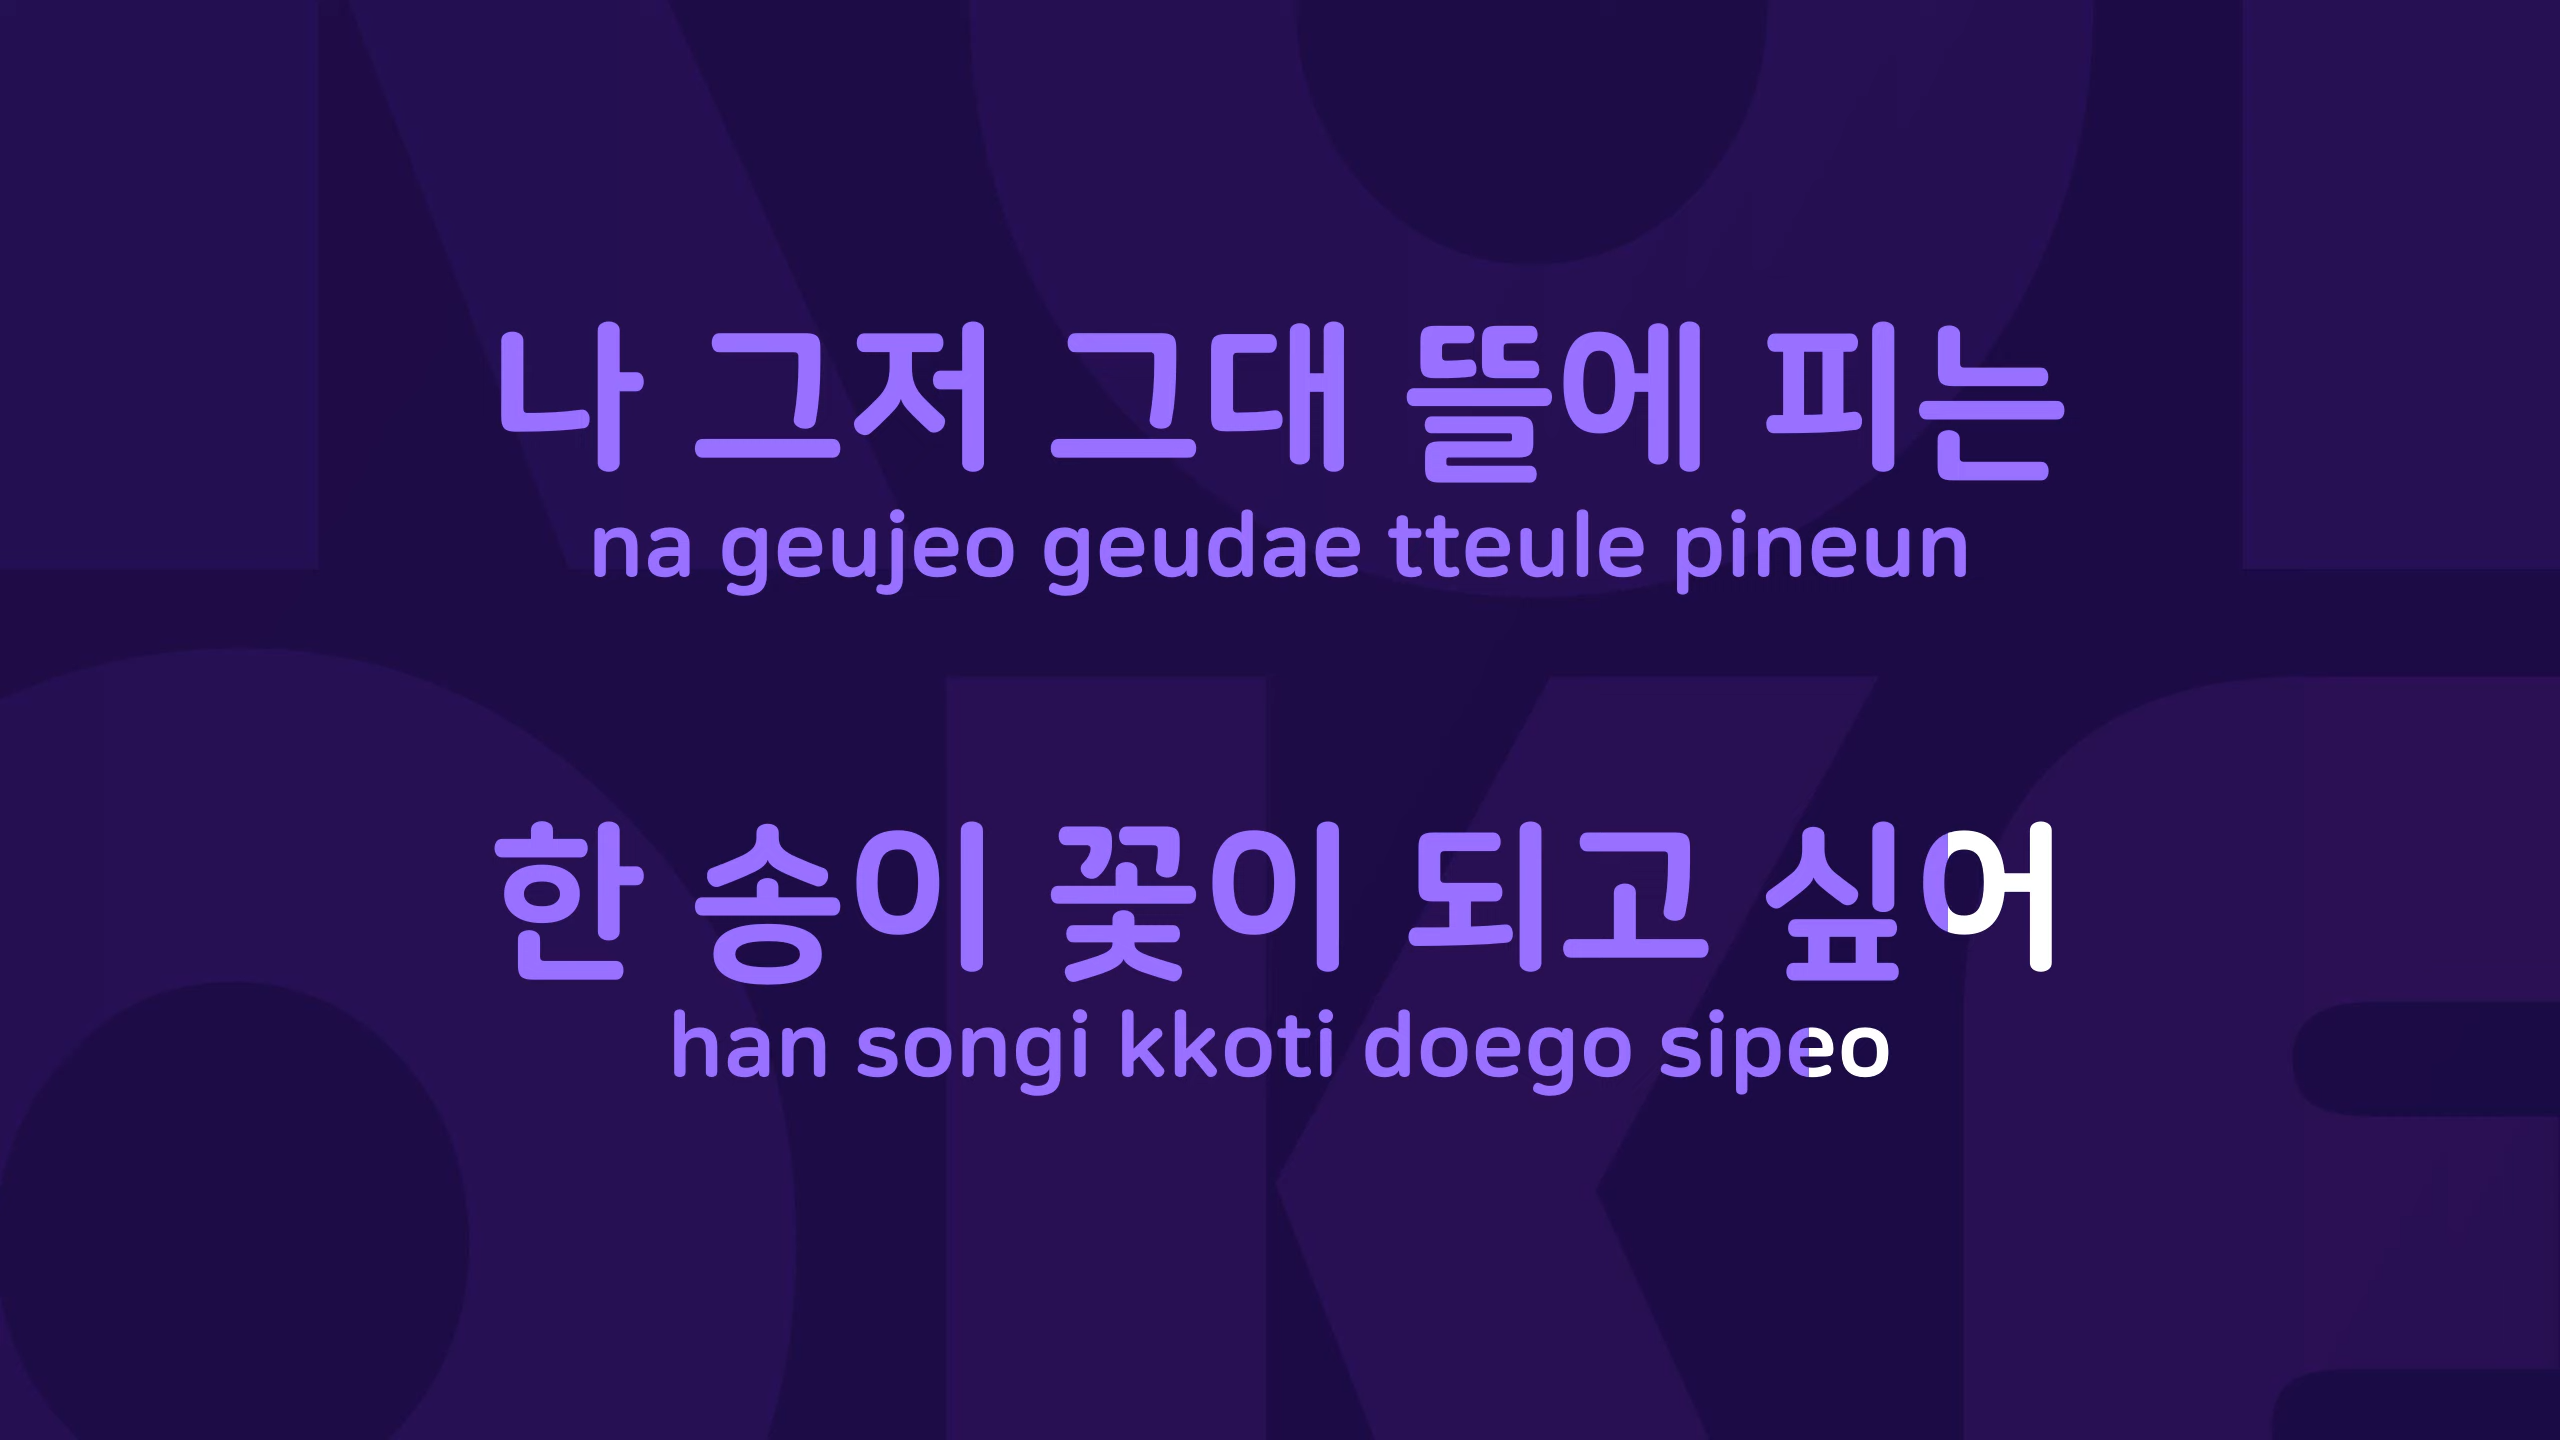 나 그저 그대 뜰에 피는
na geujeo geudae tteule pineun
한 송이 꽃이 되고 싶어
han songi kkoti doego sipeo